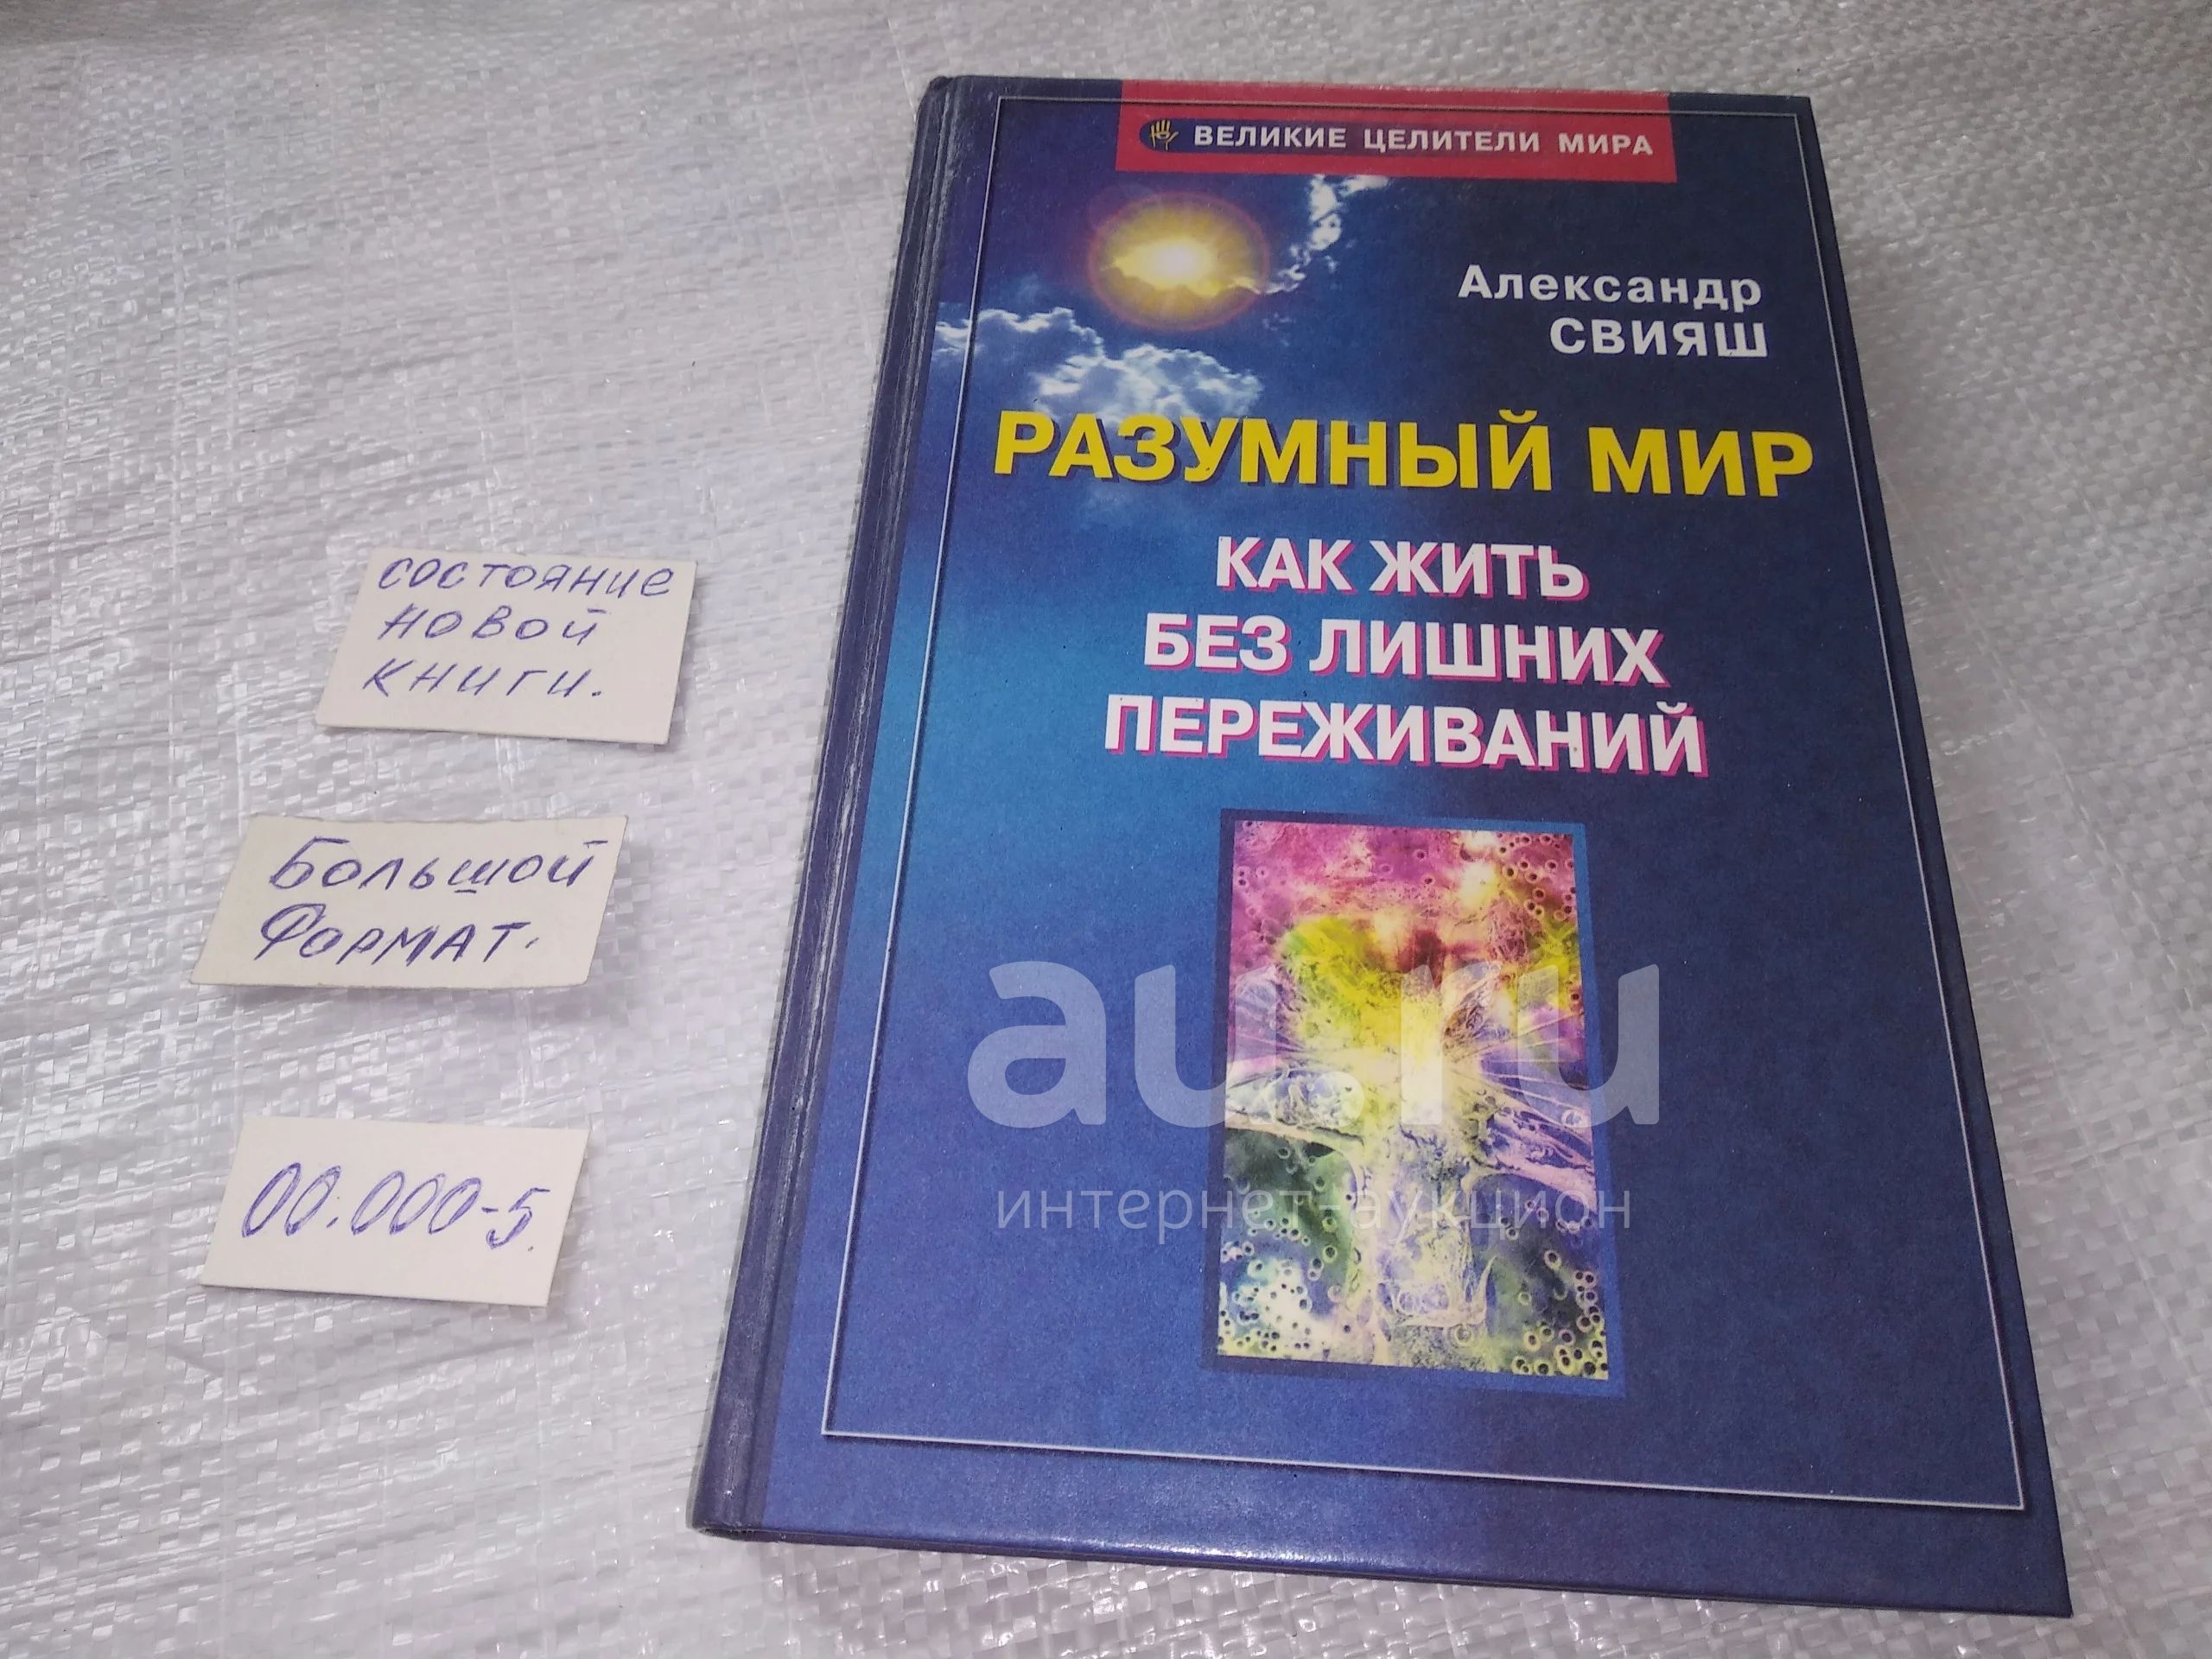 ВЕЛИКИЕ ЦЕЛИТЕЛИ МИРА
Александр
СВИЯШ
РАЗУМНЫЙ МИР
КАК ЖИТЬ
БЕЗ ЛИШНИХ
ПЕРЕЖИВАНИЙ
состояние
новой
книги.
Большой
Формат.
00.000-5.
au.ru
интернет-аукцион